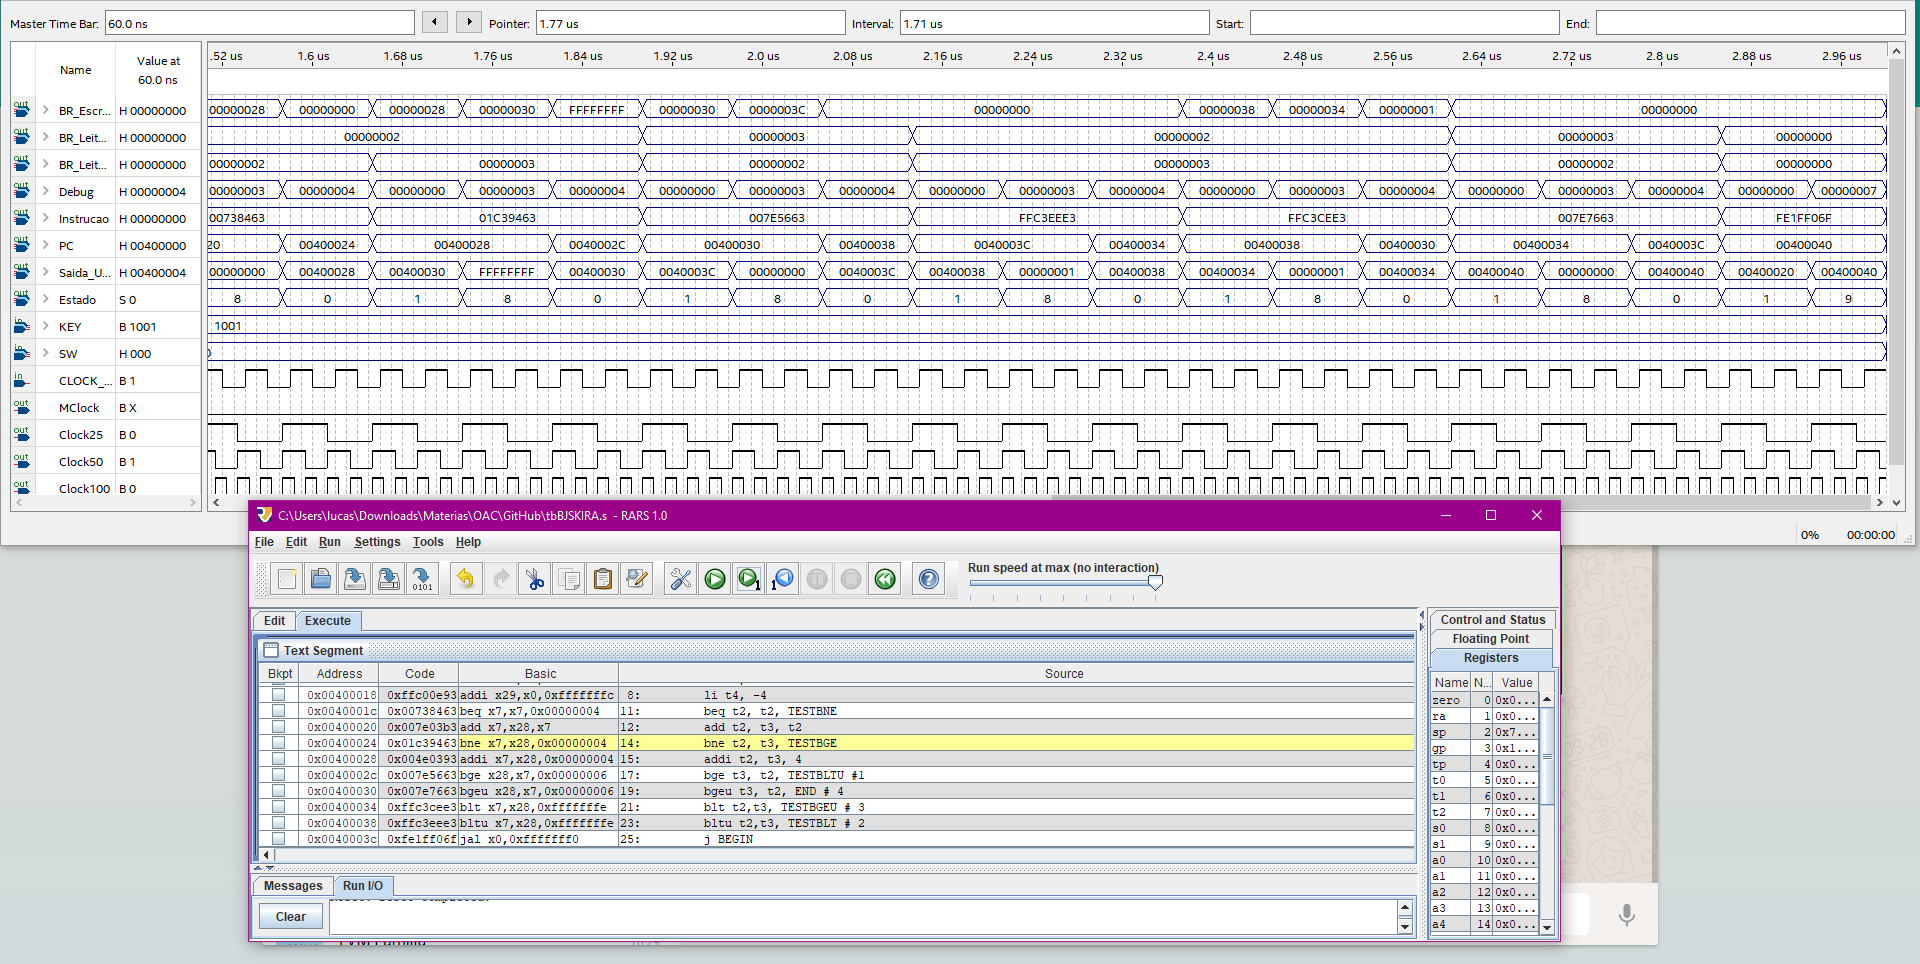 Master Time Bar: 60.0 ns Pointer: 1.77 us Interval: 1.71 us Start: End:
Name Value at 60.0 ns .52 us 1.6 us 1.68 us 1.76 us 1.84 us 1.92 us 2.0 us 2.08 us 2.16 us 2.24 us 2.32 us 2.4 us 2.48 us 2.56 us 2.64 us 2.72 us 2.8 us 2.88 us 2.96 us
out BR_Escr... H 00000000 00000028 00000000 00000028 00000030 FFFFFFFF 00000030 0000003C 00000000 00000038 00000034 00000001 00000000
out BR_Leit... H 00000000 00000002 00000003 00000002 00000003 00000000
out BR_Leit... H 00000000 00000002 00000003 00000002 00000003 00000002 00000000
out Debug H 00000004 00000003 00000004 00000000 00000003 00000004 00000000 00000003 00000004 00000000 00000003 00000004 00000000 00000003 00000004 00000000 00000003 00000004 00000000 00000007
out Instrucao H 00000000 00738463 01C39463 007E5663 FFC3EEE3 FFC3CEE3 007E7663 FE1FF06F
out PC H 00400000 20 00400024 00400028 0040002C 00400030 00400038 0040003C 00400034 00400038 00400030 00400034 0040003C 00400040
out Saida_U... H 00400004 00000000 00400028 00400030 FFFFFFFF 00400030 0040003C 00000000 0040003C 00400038 00000001 00400038 00400034 00000001 00400034 00400040 00000000 00400040 00400020 00400040
out Estado S 0 8 0 1 8 0 1 8 0 1 8 0 1 8 0 1 8 0 1 9
in KEY B 1001 1001
in SW H 000
in CLOCK_... B 1
out MClock B X
out Clock25 B 0
out Clock50 B 1
out Clock100 B 0
0% 00:00:00
C:\Users\lucas\Downloads\Materias\OAC\GitHub\tbBJSKIRA.s - RARS 1.0
File Edit Run Settings Tools Help
Run speed at max (no interaction)
Edit Execute
Text Segment
Bkpt Address Code Basic Source
0x00400018 0xffc00e93 addi x29,x0,0xfffffffc 8: li t4, -4
0x0040001c 0x00738463 beq x7,x7,0x00000004 11: beq t2, t2, TESTBNE
0x00400020 0x007e03b3 add x7,x28,x7 12: add t2, t3, t2
0x00400024 0x01c39463 bne x7,x28,0x00000004 14: bne t2, t3, TESTBGE
0x00400028 0x004e0393 addi x7,x28,0x00000004 15: addi t2, t3, 4
0x0040002c 0x007e5663 bge x28,x7,0x00000006 17: bge t3, t2, TESTBLTU #1
0x00400030 0x007e7663 bgeu x28,x7,0x00000006 19: bgeu t3, t2, END # 4
0x00400034 0xffc3cee3 blt x7,x28,0xfffffffe 21: blt t2,t3, TESTBGEU # 3
0x00400038 0xffc3eee3 bltu x7,x28,0xfffffffe 23: bltu t2,t3, TESTBLT # 2
0x0040003c 0xfe1ff06f jal x0,0xfffffff0 25: j BEGIN
Messages Run I/O
Clear
Control and Status
Floating Point
Registers
Name N... Value
zero 0 0x0...
ra 1 0x0...
sp 2 0x7...
gp 3 0x1...
tp 4 0x0...
t0 5 0x0...
t1 6 0x0...
t2 7 0x0...
s0 8 0x0...
s1 9 0x0...
a0 10 0x0...
a1 11 0x0...
a2 12 0x0...
a3 13 0x0...
a4 14 0x0...